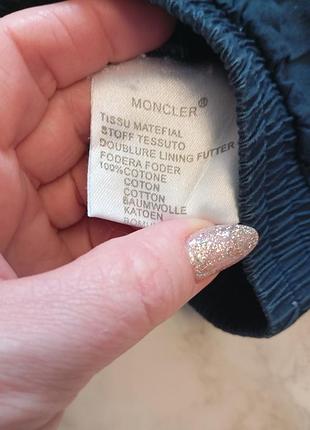 MONCLER®
TISSU MATEFIAL
STOFF TESSUTO
DOUBLURE LINING FUTTER
FODERA FODER
100%COTONE
COTON
COTTON
BAUMWOLLE
KATOEN